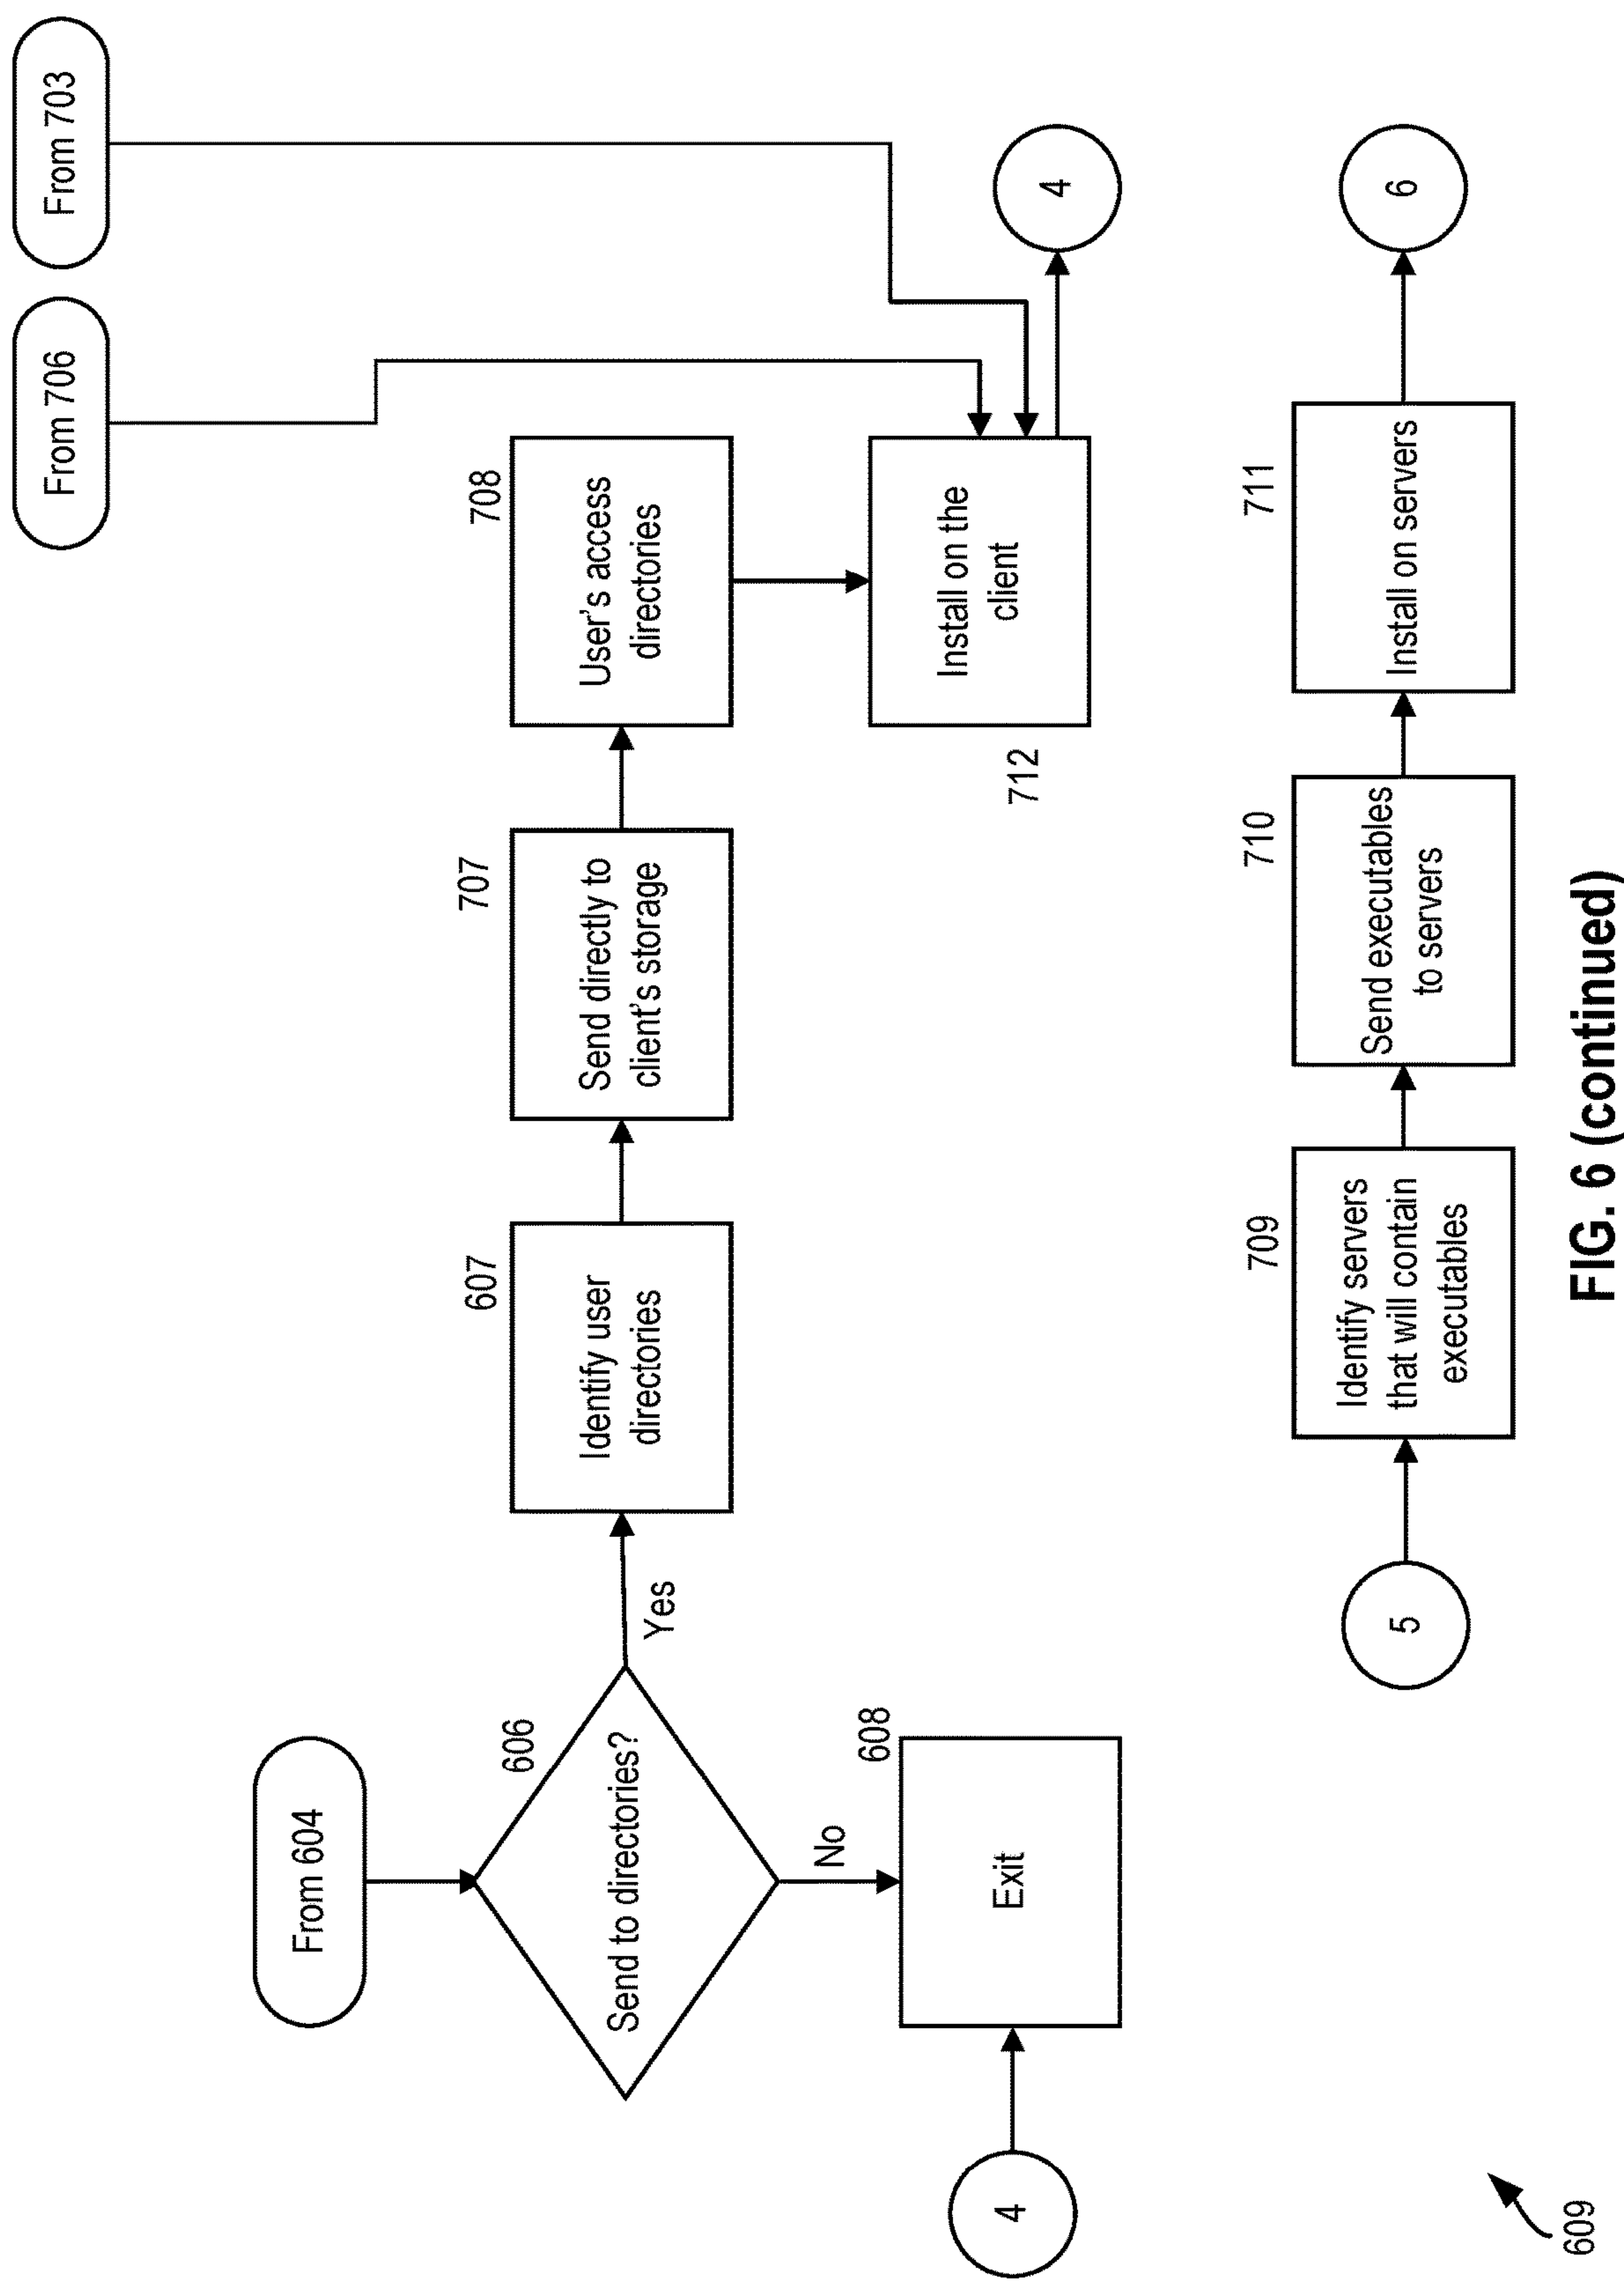 From 706
From 703
From 604
606
Send to directories?
Yes
No
607
Identify user
directories
707
Send directly to
client's storage
708
User's access
directories
4
608
Exit
712
Install on the
client
4
5
709
Identify servers
that will contain
executables
710
Send executables
to servers
711
Install on servers
6
609
FIG. 6 (continued)